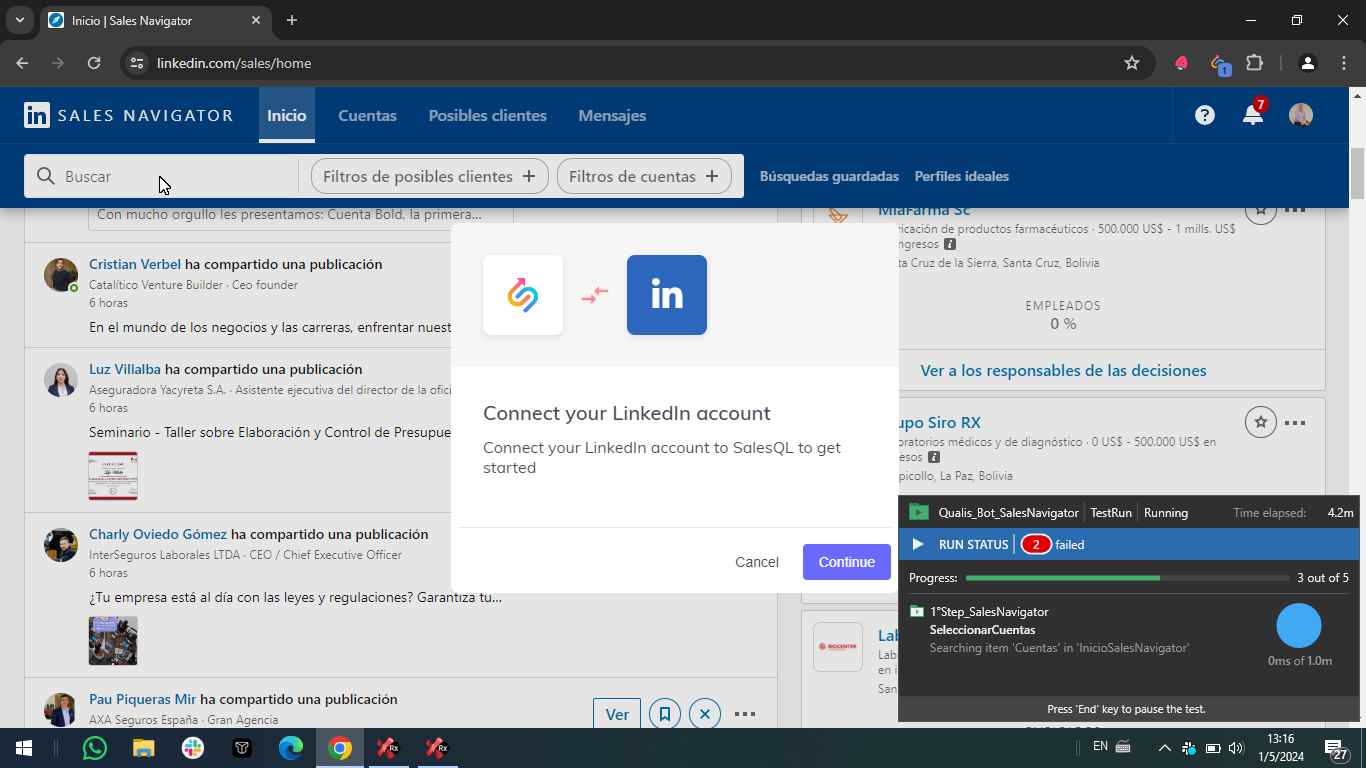 Inicio | Sales Navigator
linkedin.com/sales/home
1
in SALES NAVIGATOR
Inicio
Cuentas
Posibles clientes
Mensajes
7
Buscar
Filtros de posibles clientes +
Filtros de cuentas +
Búsquedas guardadas
Perfiles ideales
Con mucho orgullo les presentamos: Cuenta Bold, la primera...
Cristian Verbel ha compartido una publicación
Catalítico Venture Builder · Ceo founder
6 horas
En el mundo de los negocios y las carreras, enfrentar nuest
Luz Villalba ha compartido una publicación
Aseguradora Yacyreta S.A. · Asistente ejecutiva del director de la ofici
6 horas
Seminario - Taller sobre Elaboración y Control de Presupue
Charly Oviedo Gómez ha compartido una publicación
InterSeguros Laborales LTDA · CEO / Chief Executive Officer
6 horas
¿Tu empresa está al día con las leyes y regulaciones? Garantiza tu...
Pau Piqueras Mir ha compartido una publicación
AXA Seguros España · Gran Agencia
Ver
in
Connect your LinkedIn account
Connect your LinkedIn account to SalesQL to get
started
Cancel
Continue
MiaFarma Sc
ricación de productos farmacéuticos · 500.000 US$ - 1 mills. US$
ngresos
ta Cruz de la Sierra, Santa Cruz, Bolivia
EMPLEADOS
0 %
Ver a los responsables de las decisiones
upo Siro RX
oratorios médicos y de diagnóstico · 0 US$ - 500.000 US$ en
esos
apicollo, La Paz, Bolivia
BIOCENTER
Lab
Lab
en i
San
Qualis_Bot_SalesNavigator
TestRun
Running
Time elapsed:
4.2m
RUN STATUS
2 failed
Progress:
3 out of 5
1°Step_SalesNavigator
SeleccionarCuentas
Searching item 'Cuentas' in 'InicioSalesNavigator'
0ms of 1.0m
Press 'End' key to pause the test.
Rx
Rx
EN
13:16
1/5/2024
27